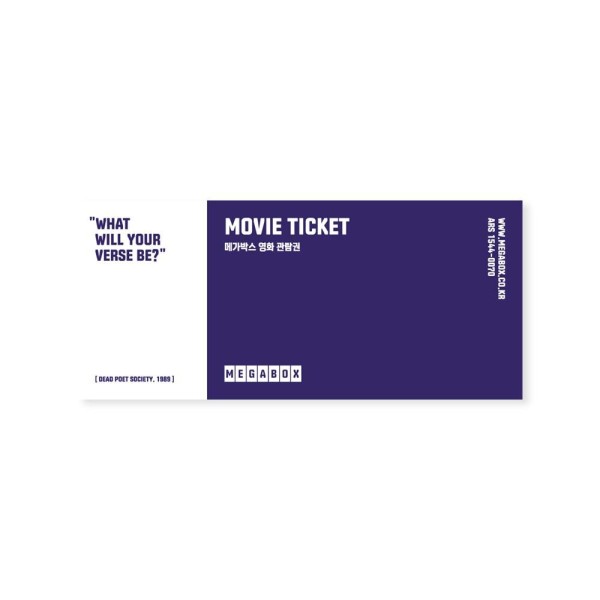 "WHAT
WILL YOUR
VERSE BE?"
[ DEAD POET SOCIETY, 1989 ]
MOVIE TICKET
메가박스 영화 관람권
MEGABOX
WWW.MEGABOX.CO.KR
ARS 1544-0070